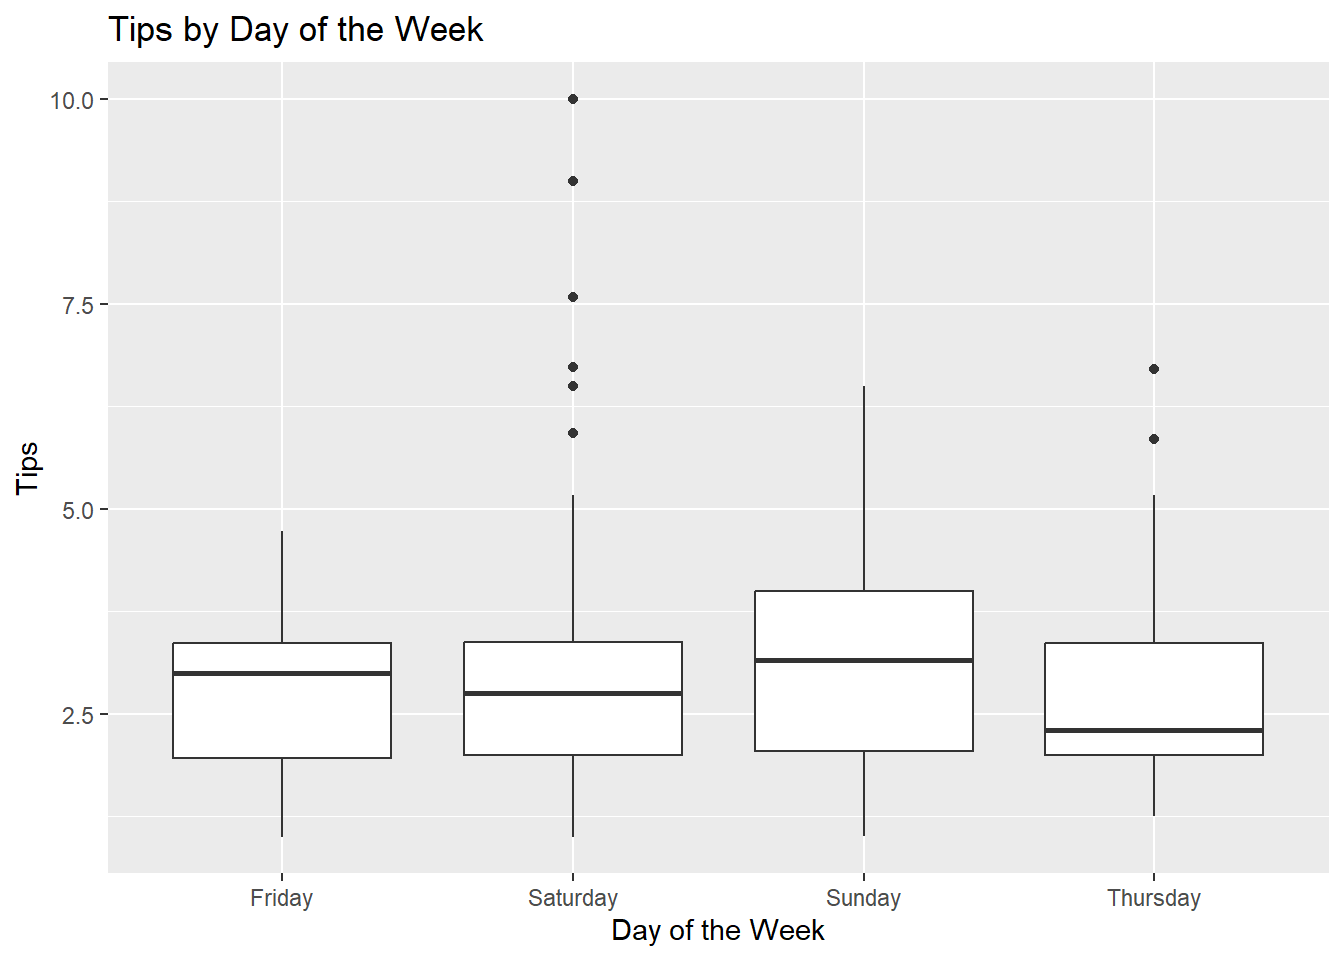 Tips by Day of the Week
10.0
7.5
5.0
2.5
Tips
Friday Saturday Sunday Thursday
Day of the Week